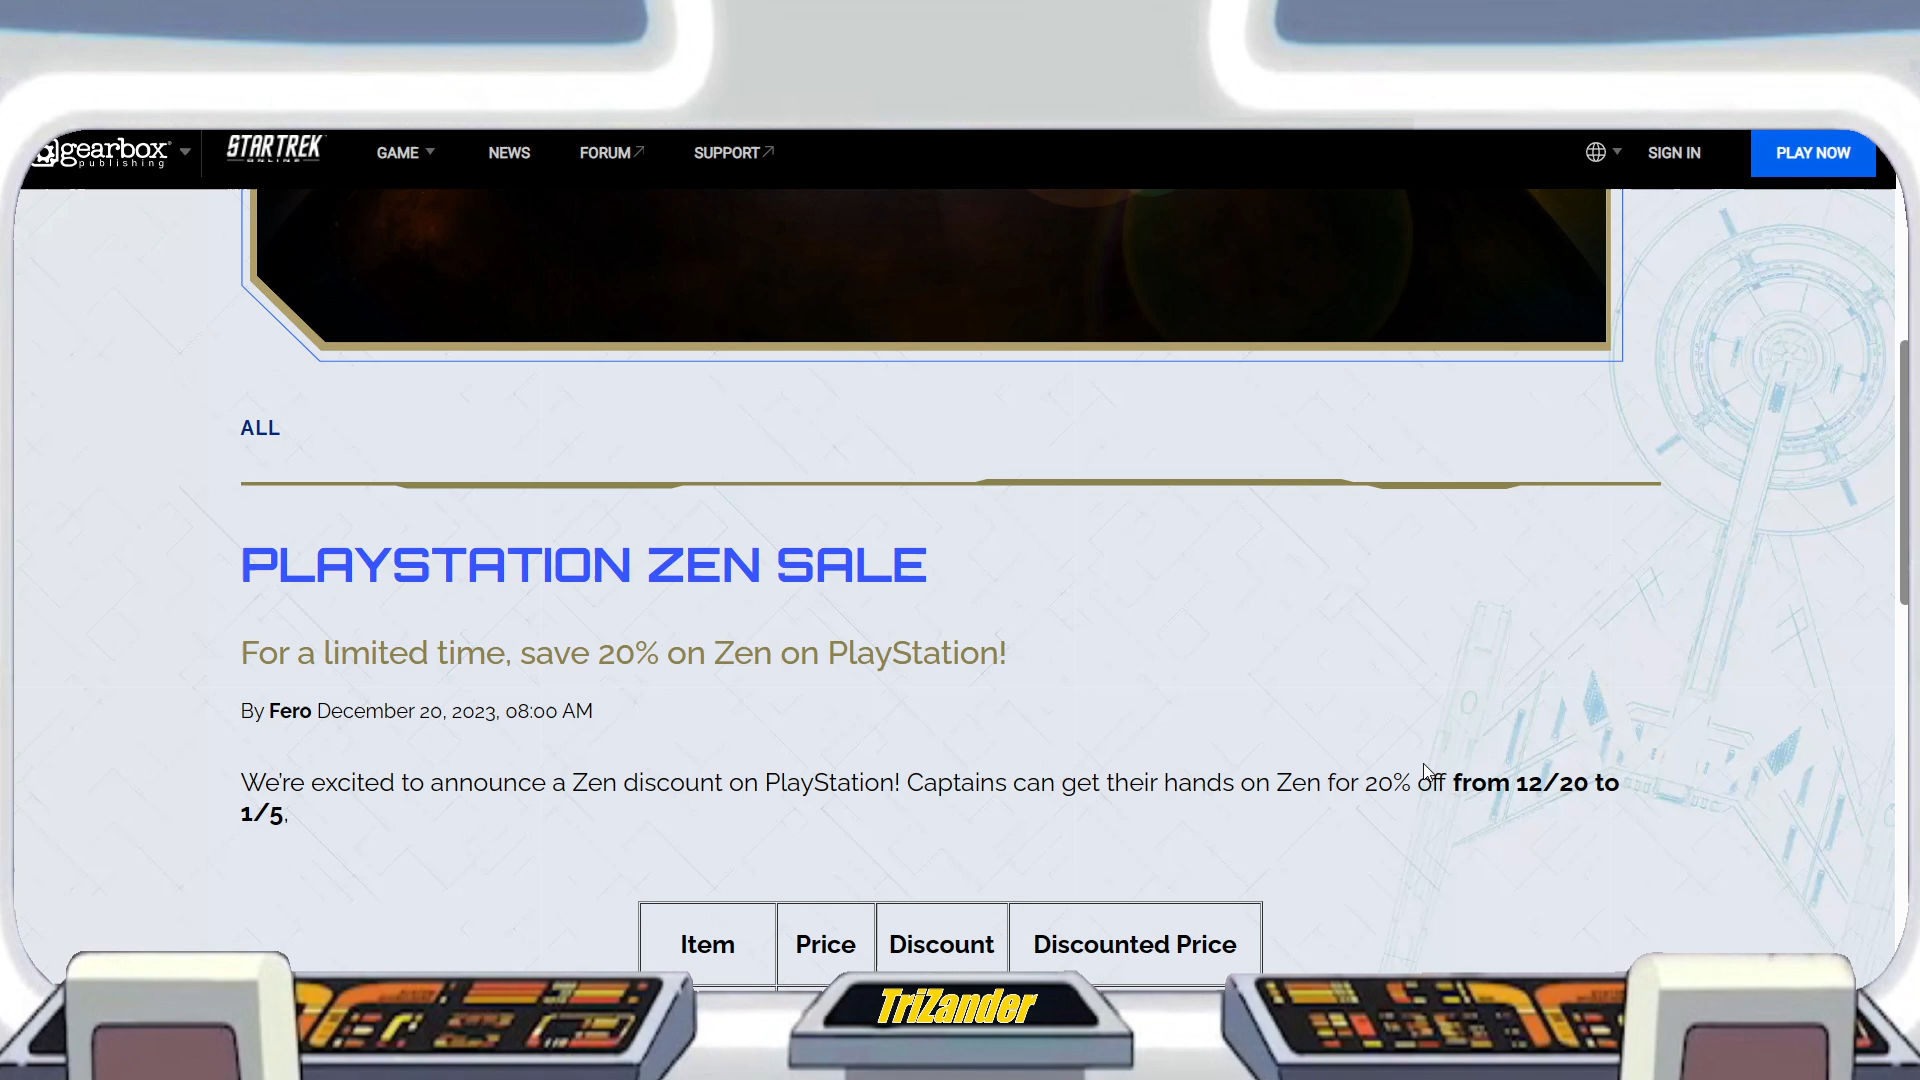 gearbox publishing
STAR TREK ONLINE
GAME
NEWS
FORUM
SUPPORT
SIGN IN
PLAY NOW
ALL
PLAYSTATION ZEN SALE
For a limited time, save 20% on Zen on PlayStation!
By Fero December 20, 2023, 08:00 AM
We're excited to announce a Zen discount on PlayStation! Captains can get their hands on Zen for 20% off from 12/20 to
1/5.
Item Price Discount Discounted Price
TriZander